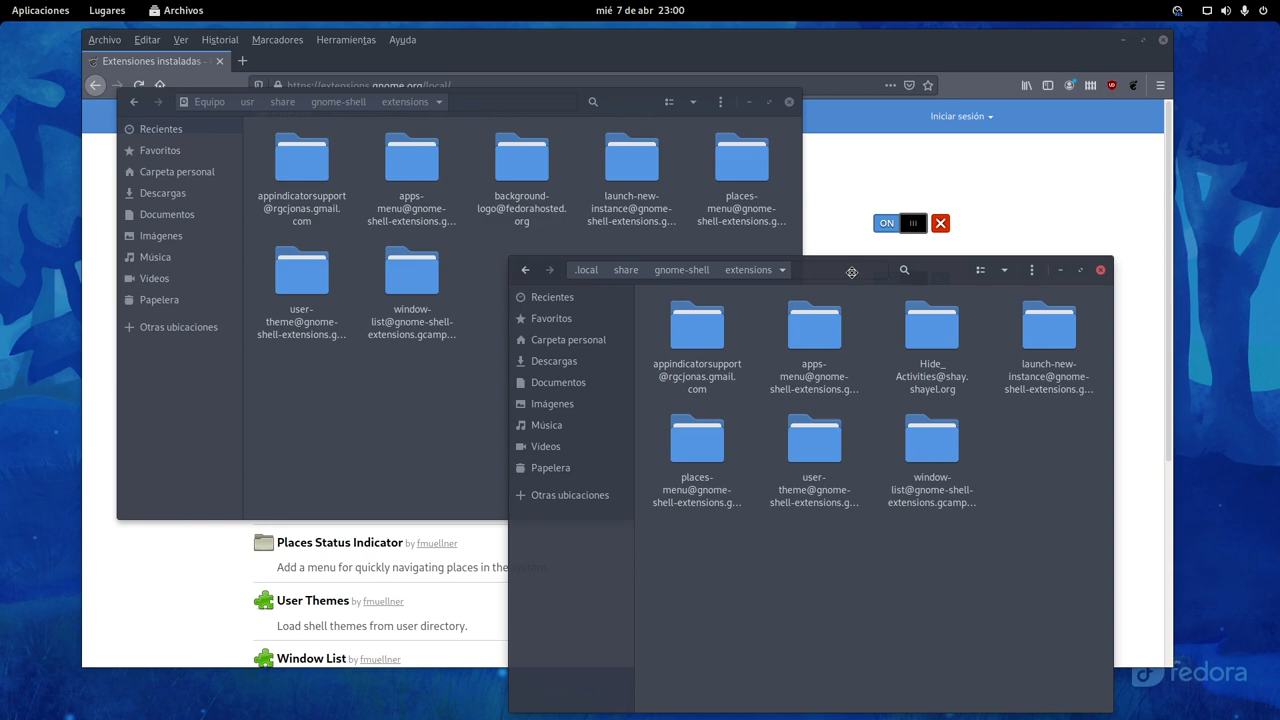 Aplicaciones Lugares Archivos mié 7 de abr 23:00
Archivo Editar Ver Historial Marcadores Herramientas Ayuda
Extensiones instaladas -
https://extensions.gnome.org/local/
Iniciar sesión
ON
Equipo usr share gnome-shell extensions
Recientes
Favoritos
Carpeta personal
Descargas
Documentos
Imágenes
Música
Vídeos
Papelera
Otras ubicaciones
appindicatorsupport
@rgcjonas.gmail.
com
apps-
menu@gnome-
shell-extensions.g...
background-
logo@fedorahosted.
org
launch-new-
instance@gnome-
shell-extensions.g...
places-
menu@gnome-
shell-extensions.g...
user-
theme@gnome-
shell-extensions.g...
window-
list@gnome-shell-
extensions.gcamp...
.local share gnome-shell extensions
Recientes
Favoritos
Carpeta personal
Descargas
Documentos
Imágenes
Música
Vídeos
Papelera
Otras ubicaciones
appindicatorsupport
@rgcjonas.gmail.
com
apps-
menu@gnome-
shell-extensions.g...
Hide_
Activities@shay.
shayel.org
launch-new-
instance@gnome-
shell-extensions.g...
places-
menu@gnome-
shell-extensions.g...
user-
theme@gnome-
shell-extensions.g...
window-
list@gnome-shell-
extensions.gcamp...
Places Status Indicator by fmuellner
Add a menu for quickly navigating places in the system.
User Themes by fmuellner
Load shell themes from user directory.
Window List by fmuellner
fedora